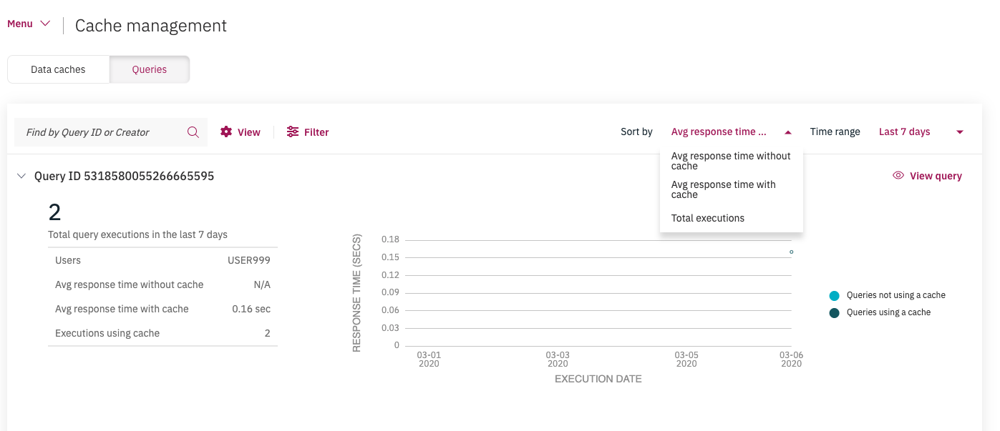 Menu
Cache management
Data caches
Queries
Find by Query ID or Creator
View
Filter
Sort by
Avg response time ...
Time range
Last 7 days
Avg response time without
cache
Avg response time with
cache
Total executions
Query ID 5318580055266665595
View query
2
Total query executions in the last 7 days
Users USER999
Avg response time without cache N/A
Avg response time with cache 0.16 sec
Executions using cache 2
RESPONSE TIME (SECS)
0.18
0.15
0.12
0.09
0.06
0.03
0
03-01
2020
03-03
2020
03-05
2020
03-06
2020
EXECUTION DATE
Queries not using a cache
Queries using a cache